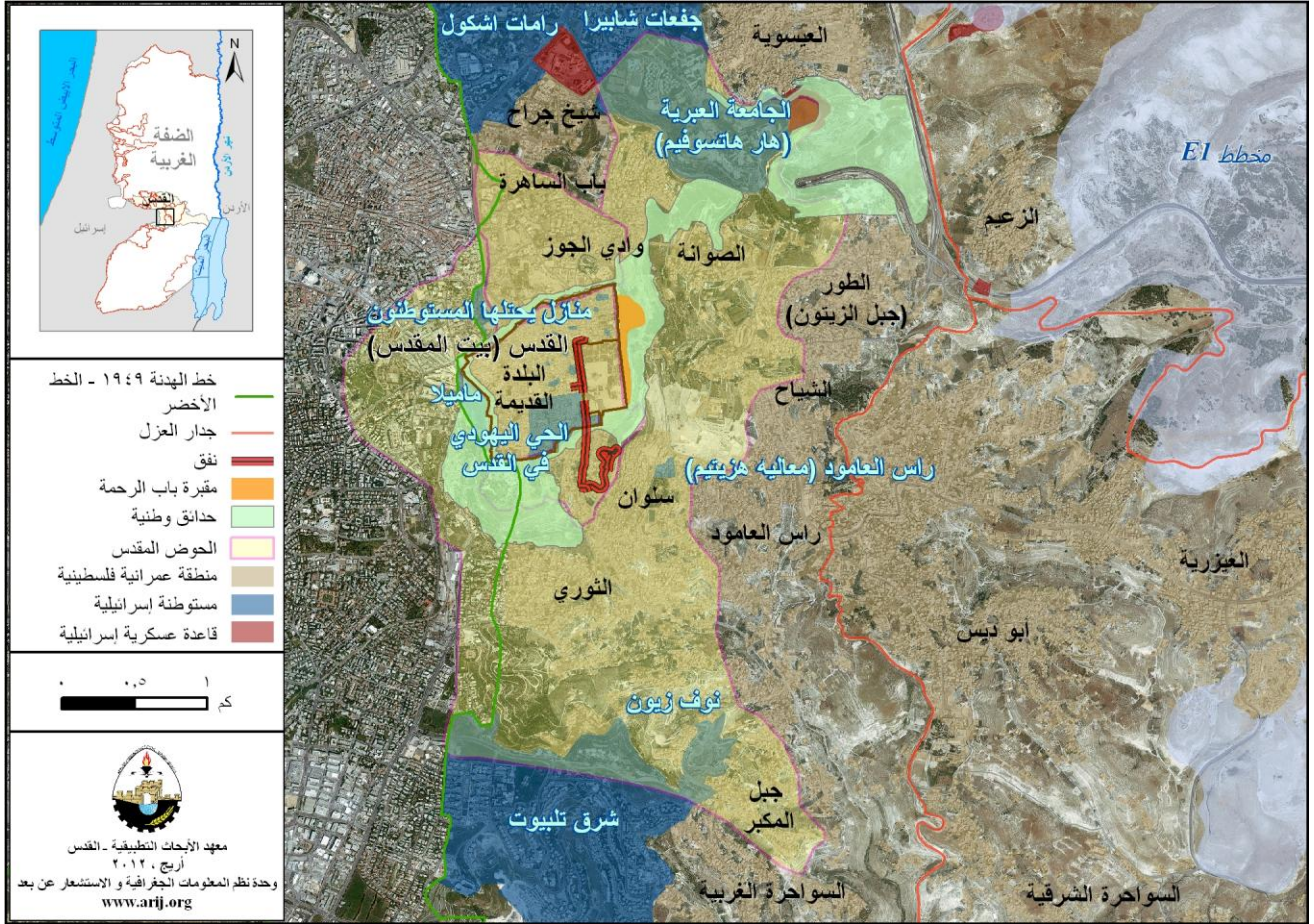 N
البحر الأبيض المتوسط
الضفة
الغربية
نهر الأردن
القدس
الأردن
إسرائيل
البحر الميت
خط الهدنة ١٩٤٩ - الخط
الأخضر
جدار العزل
نفق
مقبرة باب الرحمة
حدائق وطنية
الحوض المقدس
منطقة عمرانية فلسطينية
مستوطنة إسرائيلية
قاعدة عسكرية إسرائيلية
٠ ٠,٥ ١
كم
معهد الأبحاث التطبيقية - القدس
أريج ، ٢٠١٢
وحدة نظم المعلومات الجغرافية و الاستشعار عن بعد
www.arij.org
رامات اشكول
جفعات شابيرا
العيسوية
شيخ جراح
الجامعة العبرية
(هار هاتسوفيم)
مخطط E1
باب الساهرة
الزعيم
وادي الجوز
الصوانة
الطور
(جبل الزيتون)
منازل يحتلها المستوطنون
القدس (بيت المقدس)
البلدة
القديمة
ماميلا
الشياح
الحي اليهودي
في القدس
راس العامود (معاليه هزيتيم)
سلوان
راس العامود
العيزرية
الثوري
أبو ديس
نوف زيون
جبل
المكبر
شرق تلبيوت
السواحرة الغربية
السواحرة الشرقية